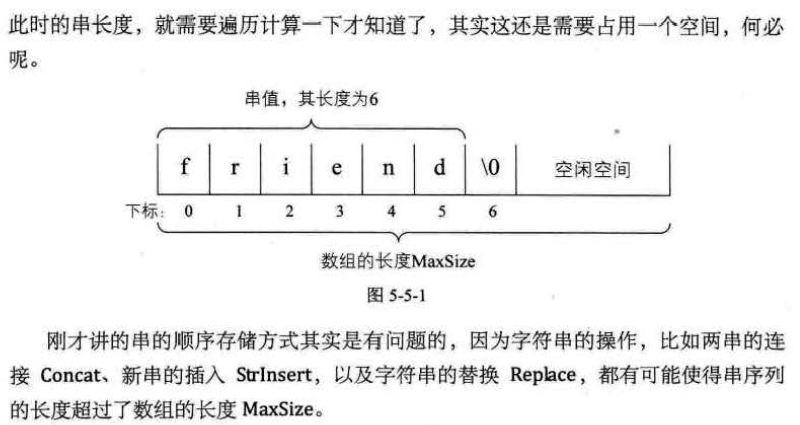 此时的串长度，就需要遍历计算一下才知道了，其实这还是需要占用一个空间，何必
呢。
串值，其长度为6
f r i e n d \0 空闲空间
下标： 0 1 2 3 4 5 6
数组的长度MaxSize
图 5-5-1
刚才讲的串的顺序存储方式其实是有问题的，因为字符串的操作，比如两串的连
接 Concat、新串的插入 StrInsert，以及字符串的替换 Replace，都有可能使得串序列
的长度超过了数组的长度 MaxSize。